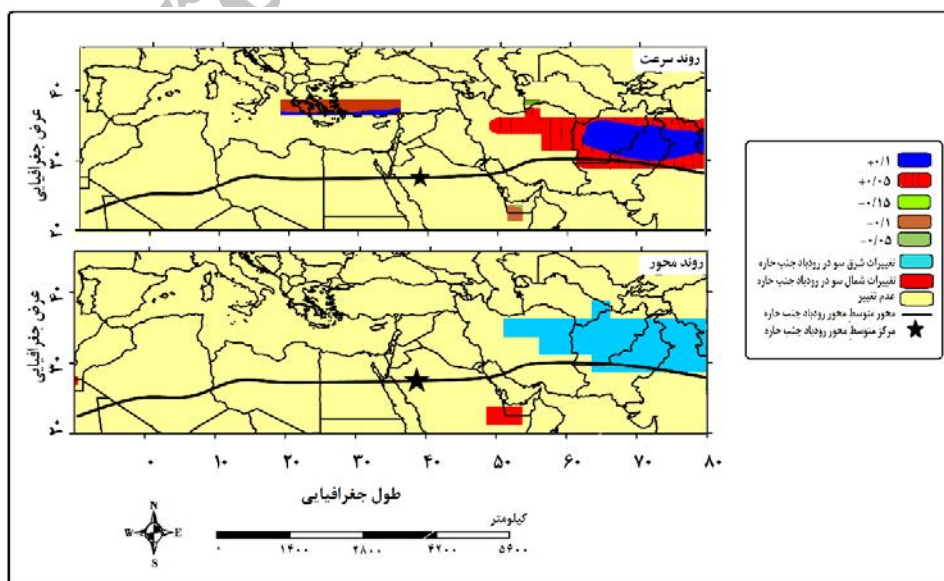 روند سرعت
عرض جغرافیایی
۴۰
۳۰
۲۰
روند محور
عرض جغرافیایی
۴۰
۳۰
۲۰
۰ ۱۰ ۲۰ ۳۰ ۴۰ ۵۰ ۶۰ ۷۰ ۸۰
طول جغرافیایی
کیلومتر
۰ ۱۴۰۰ ۲۸۰۰ ۴۲۰۰ ۵۶۰۰
N
W E
S
+۰/۱
+۰/۰۵
-۰/۱۵
-۰/۱
-۰/۰۵
تغییرات شرق سو در رودباد جنب حاره
تغییرات شمال سو در رودباد جنب حاره
عدم تغییر
محور متوسط محور رودباد جنب حاره
مرکز متوسط محور رودباد جنب حاره